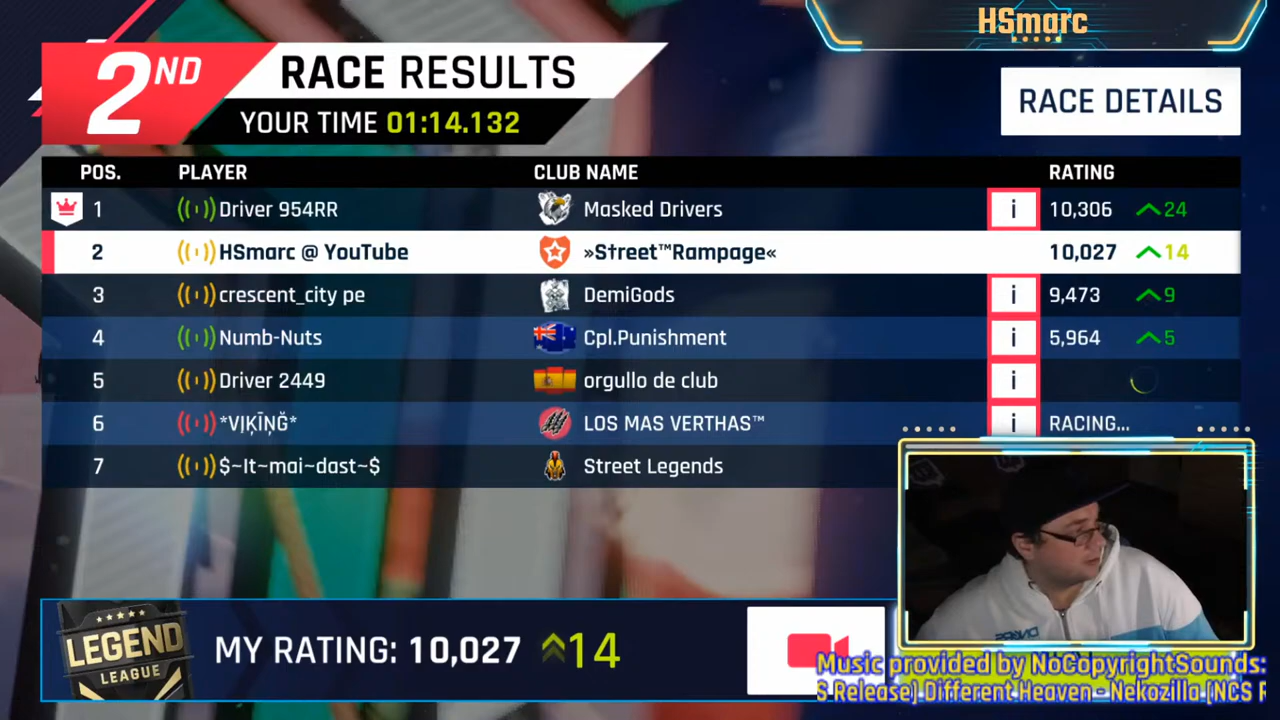 HSmarc
2ND
RACE RESULTS
YOUR TIME 01:14.132
RACE DETAILS
POS. PLAYER CLUB NAME RATING
1 Driver 954RR Masked Drivers i 10,306 24
2 HSmarc @ YouTube »Street™Rampage« 10,027 14
3 crescent_city pe DemiGods i 9,473 9
4 Numb-Nuts Cpl.Punishment i 5,964 5
5 Driver 2449 orgullo de club i
6 *VĮĶĪŅĞ* LOS MAS VERTHAS™ i RACING...
7 $~It~mai~dast~$ Street Legends
LEGEND
LEAGUE
MY RATING: 10,027 14
Music provided by NoCopyrightSounds:
S Release] Different Heaven - Nekozilla [NCS R